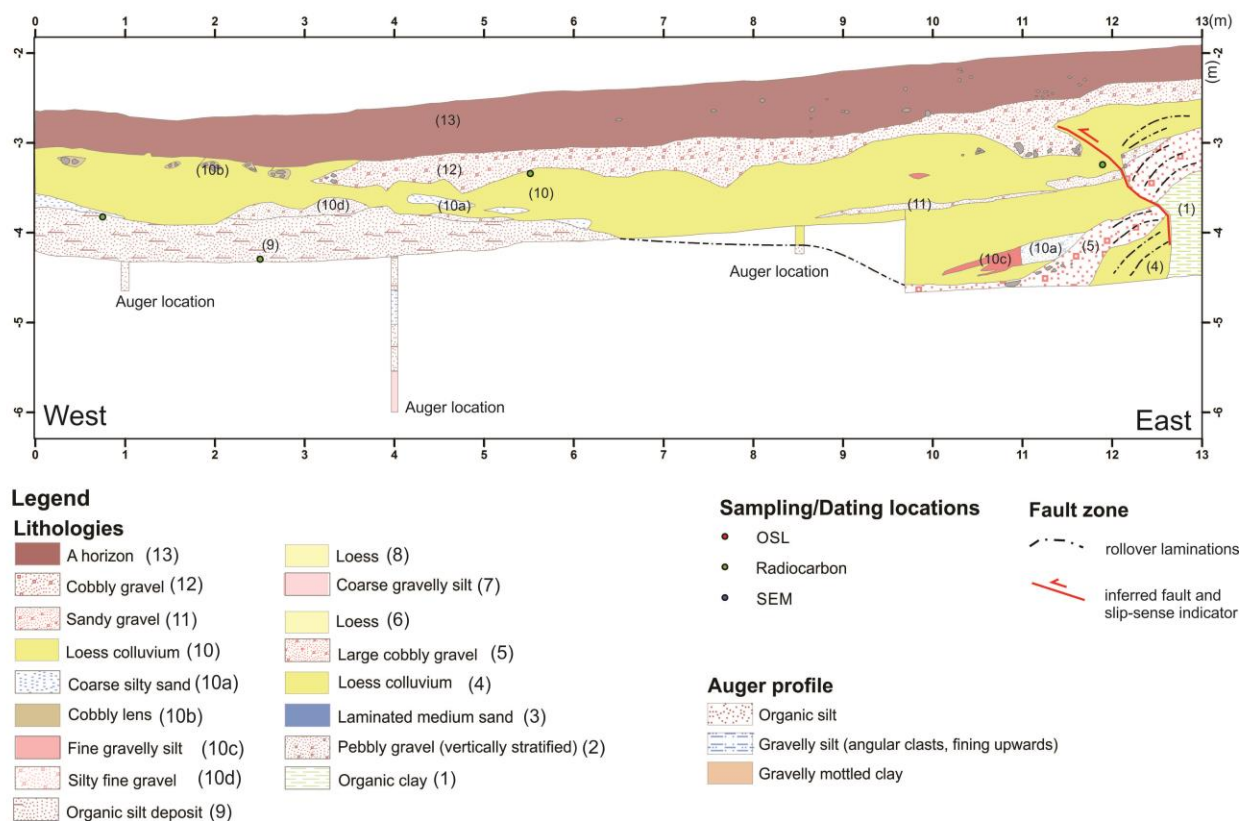 0 1 2 3 4 5 6 7 8 9 10 11 12 13 (m)
-2 -2
(m)
(13)
-3 -3
(10b) (12) (10) (11) (1)
(10d) (10a)
-4 (9) (10c) (10a) (5) (4) -4
Auger location Auger location
-5 -5
West Auger location East
-6 -6
0 1 2 3 4 5 6 7 8 9 10 11 12 13
Legend
Lithologies
A horizon (13)
Cobbly gravel (12)
Sandy gravel (11)
Loess colluvium (10)
Coarse silty sand (10a)
Cobbly lens (10b)
Fine gravelly silt (10c)
Silty fine gravel (10d)
Organic silt deposit (9)
Loess (8)
Coarse gravelly silt (7)
Loess (6)
Large cobbly gravel (5)
Loess colluvium (4)
Laminated medium sand (3)
Pebbly gravel (vertically stratified) (2)
Organic clay (1)
Sampling/Dating locations
OSL
Radiocarbon
SEM
Fault zone
rollover laminations
inferred fault and
slip-sense indicator
Auger profile
Organic silt
Gravelly silt (angular clasts, fining upwards)
Gravelly mottled clay